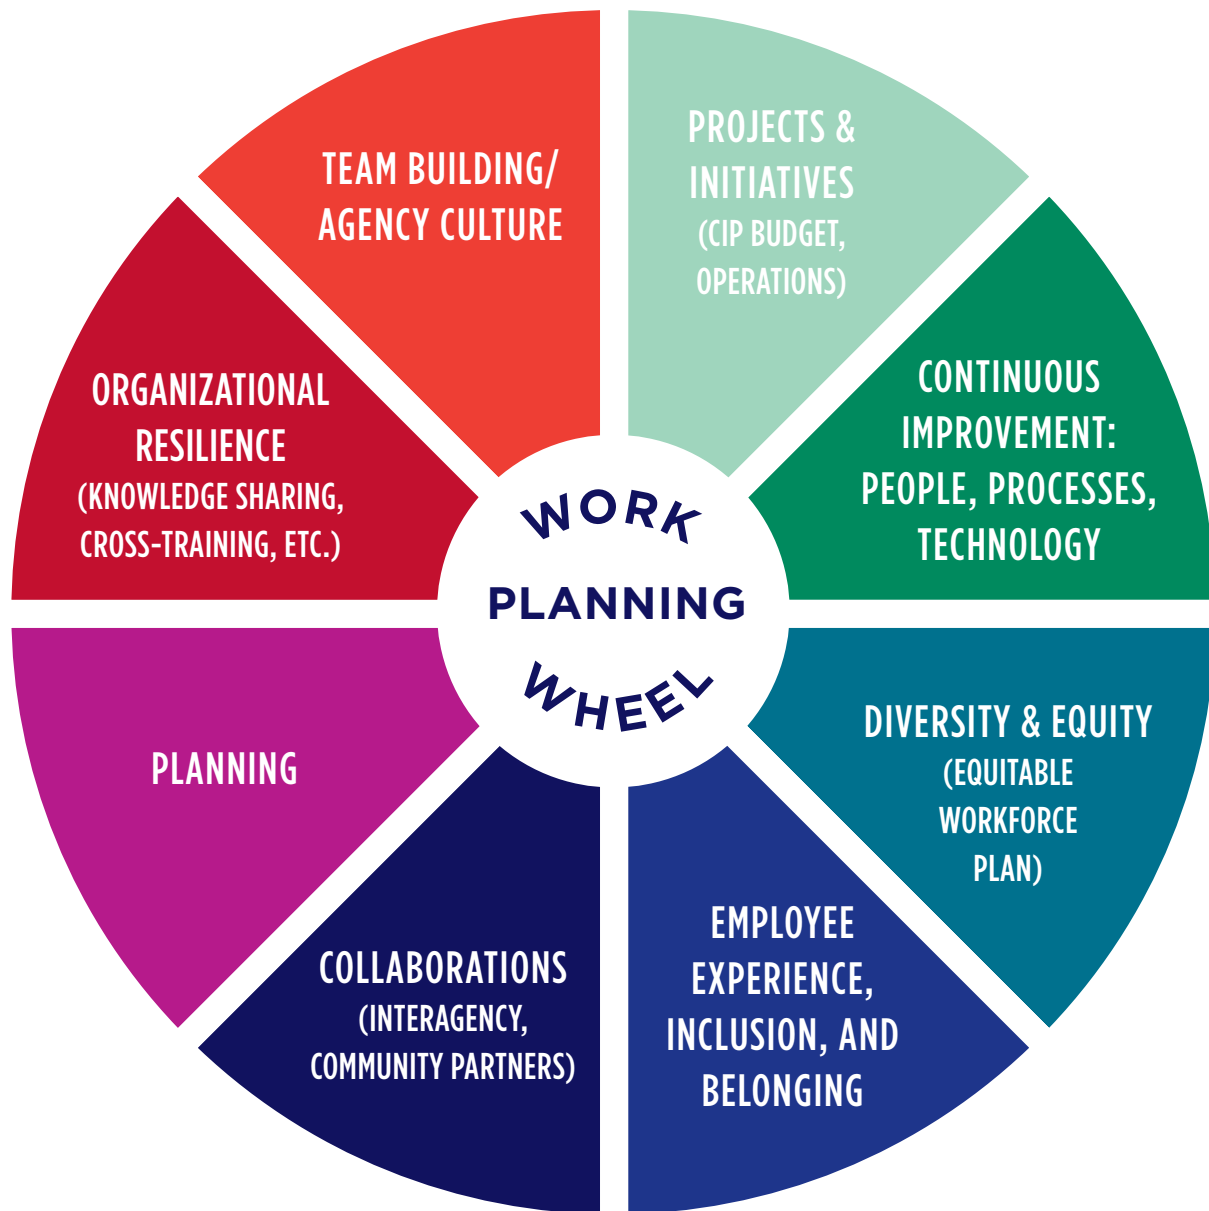 WORK
PLANNING
WHEEL
PROJECTS &
INITIATIVES
(CIP BUDGET,
OPERATIONS)
CONTINUOUS
IMPROVEMENT:
PEOPLE, PROCESSES,
TECHNOLOGY
DIVERSITY & EQUITY
(EQUITABLE
WORKFORCE
PLAN)
EMPLOYEE
EXPERIENCE,
INCLUSION, AND
BELONGING
COLLABORATIONS
(INTERAGENCY,
COMMUNITY PARTNERS)
PLANNING
ORGANIZATIONAL
RESILIENCE
(KNOWLEDGE SHARING,
CROSS-TRAINING, ETC.)
TEAM BUILDING/
AGENCY CULTURE